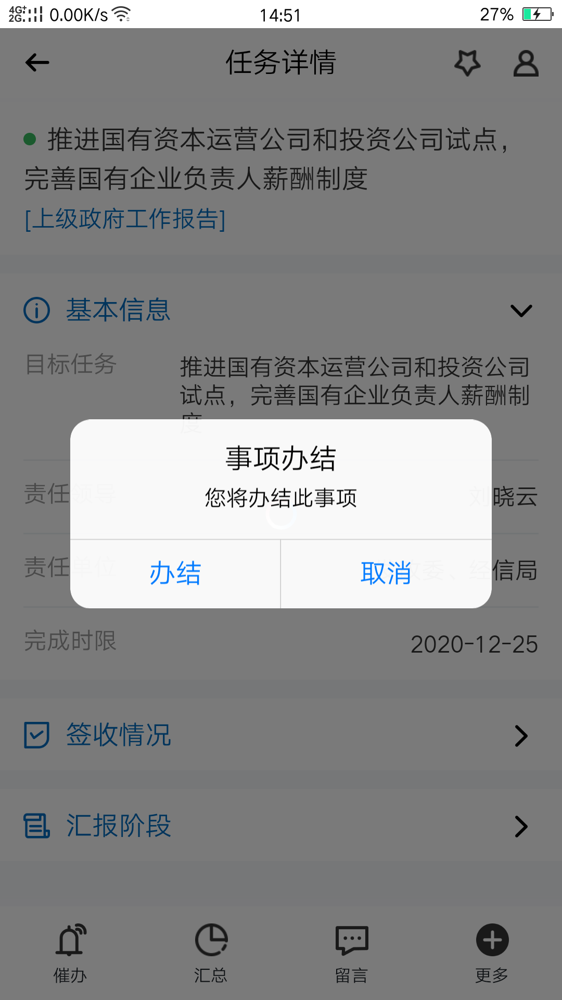 4G+ 2G 0.00K/s 14:51 27%
任务详情
推进国有资本运营公司和投资公司试点，
完善国有企业负责人薪酬制度
[上级政府工作报告]
基本信息
目标任务
推进国有资本运营公司和投资公司
试点，完善国有企业负责人薪酬制
度
事项办结
您将办结此事项
责任领导 刘晓云
责任单位 政委、经信局
办结 取消
完成时限 2020-12-25
签收情况
汇报阶段
催办 汇总 留言 更多